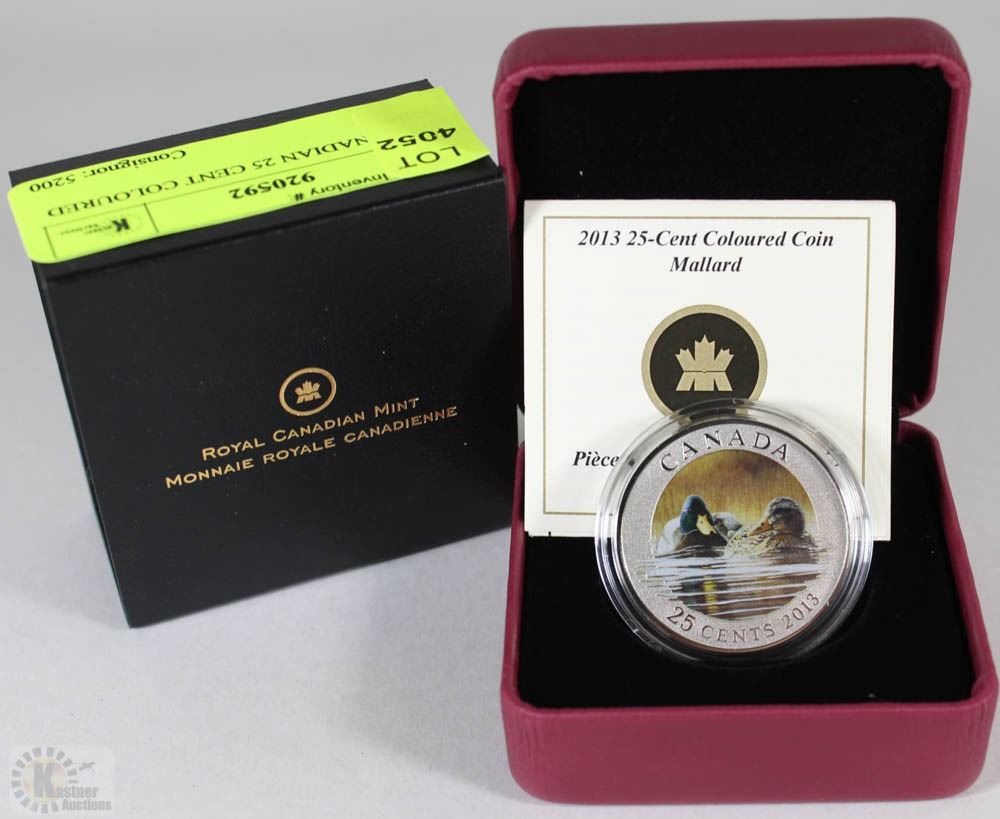 LOT
4052
Inventory #:
920592
NADIAN 25 CENT COLOURED
Consignor: 5200
Kastner
ROYAL CANADIAN MINT
MONNAIE ROYALE CANADIENNE
2013 25-Cent Coloured Coin
Mallard
Pièce
CANADA
25 CENTS 2013
Kastner
Auctions